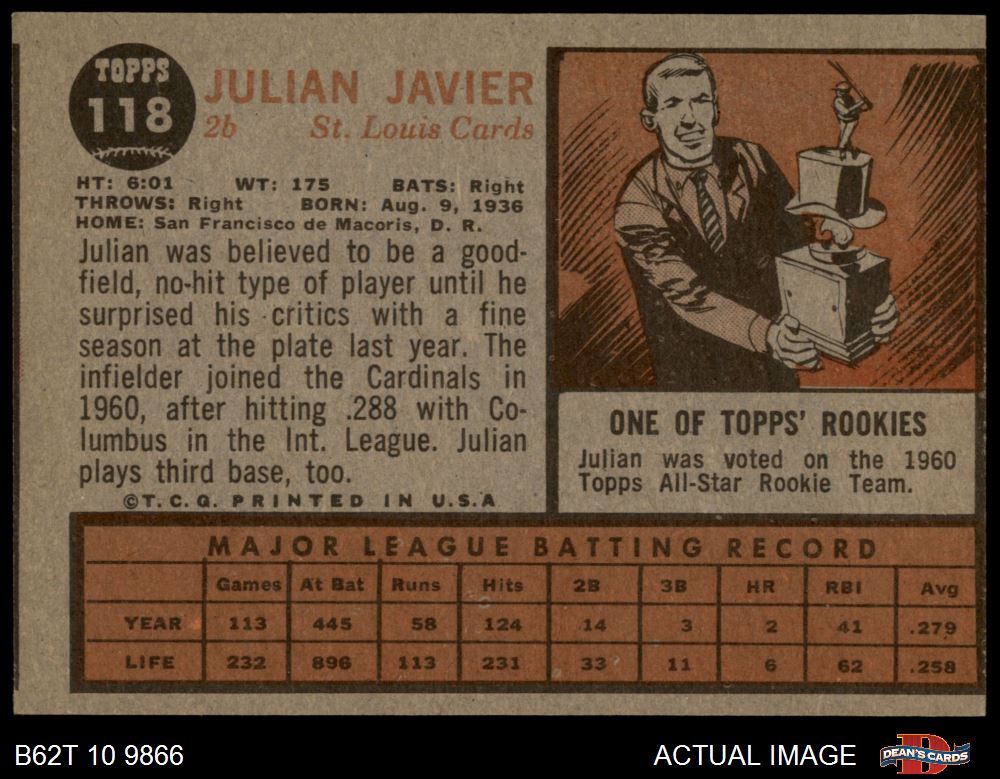 TOPPS
118
JULIAN JAVIER
2b St. Louis Cards
HT: 6:01 WT: 175 BATS: Right
THROWS: Right BORN: Aug. 9, 1936
HOME: San Francisco de Macoris, D. R.
Julian was believed to be a good-
field, no-hit type of player until he
surprised his critics with a fine
season at the plate last year. The
infielder joined the Cardinals in
1960, after hitting .288 with Co-
lumbus in the Int. League. Julian
plays third base, too.
©T.C.G. PRINTED IN U.S.A
ONE OF TOPPS' ROOKIES
Julian was voted on the 1960
Topps All-Star Rookie Team.
MAJOR LEAGUE BATTING RECORD
Games At Bat Runs Hits 2B 3B HR RBI Avg
YEAR 113 445 58 124 14 3 2 41 .279
LIFE 232 896 113 231 33 11 6 62 .258
B62T 10 9866 ACTUAL IMAGE DEAN'S CARDS